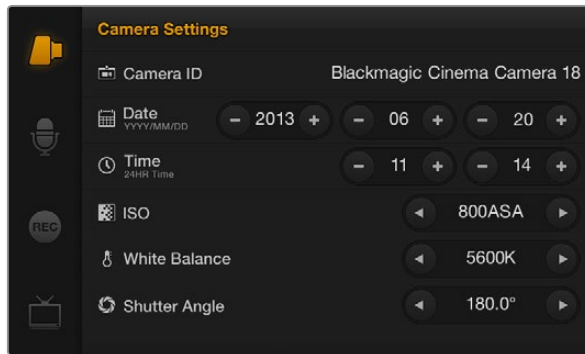 Camera Settings
Camera ID Blackmagic Cinema Camera 18
Date - 2013 + - 06 + - 20 +
YYYY/MM/DD
Time - 11 + - 14 +
24HR Time
ISO 800ASA
REC
White Balance 5600K
Shutter Angle 180.0°